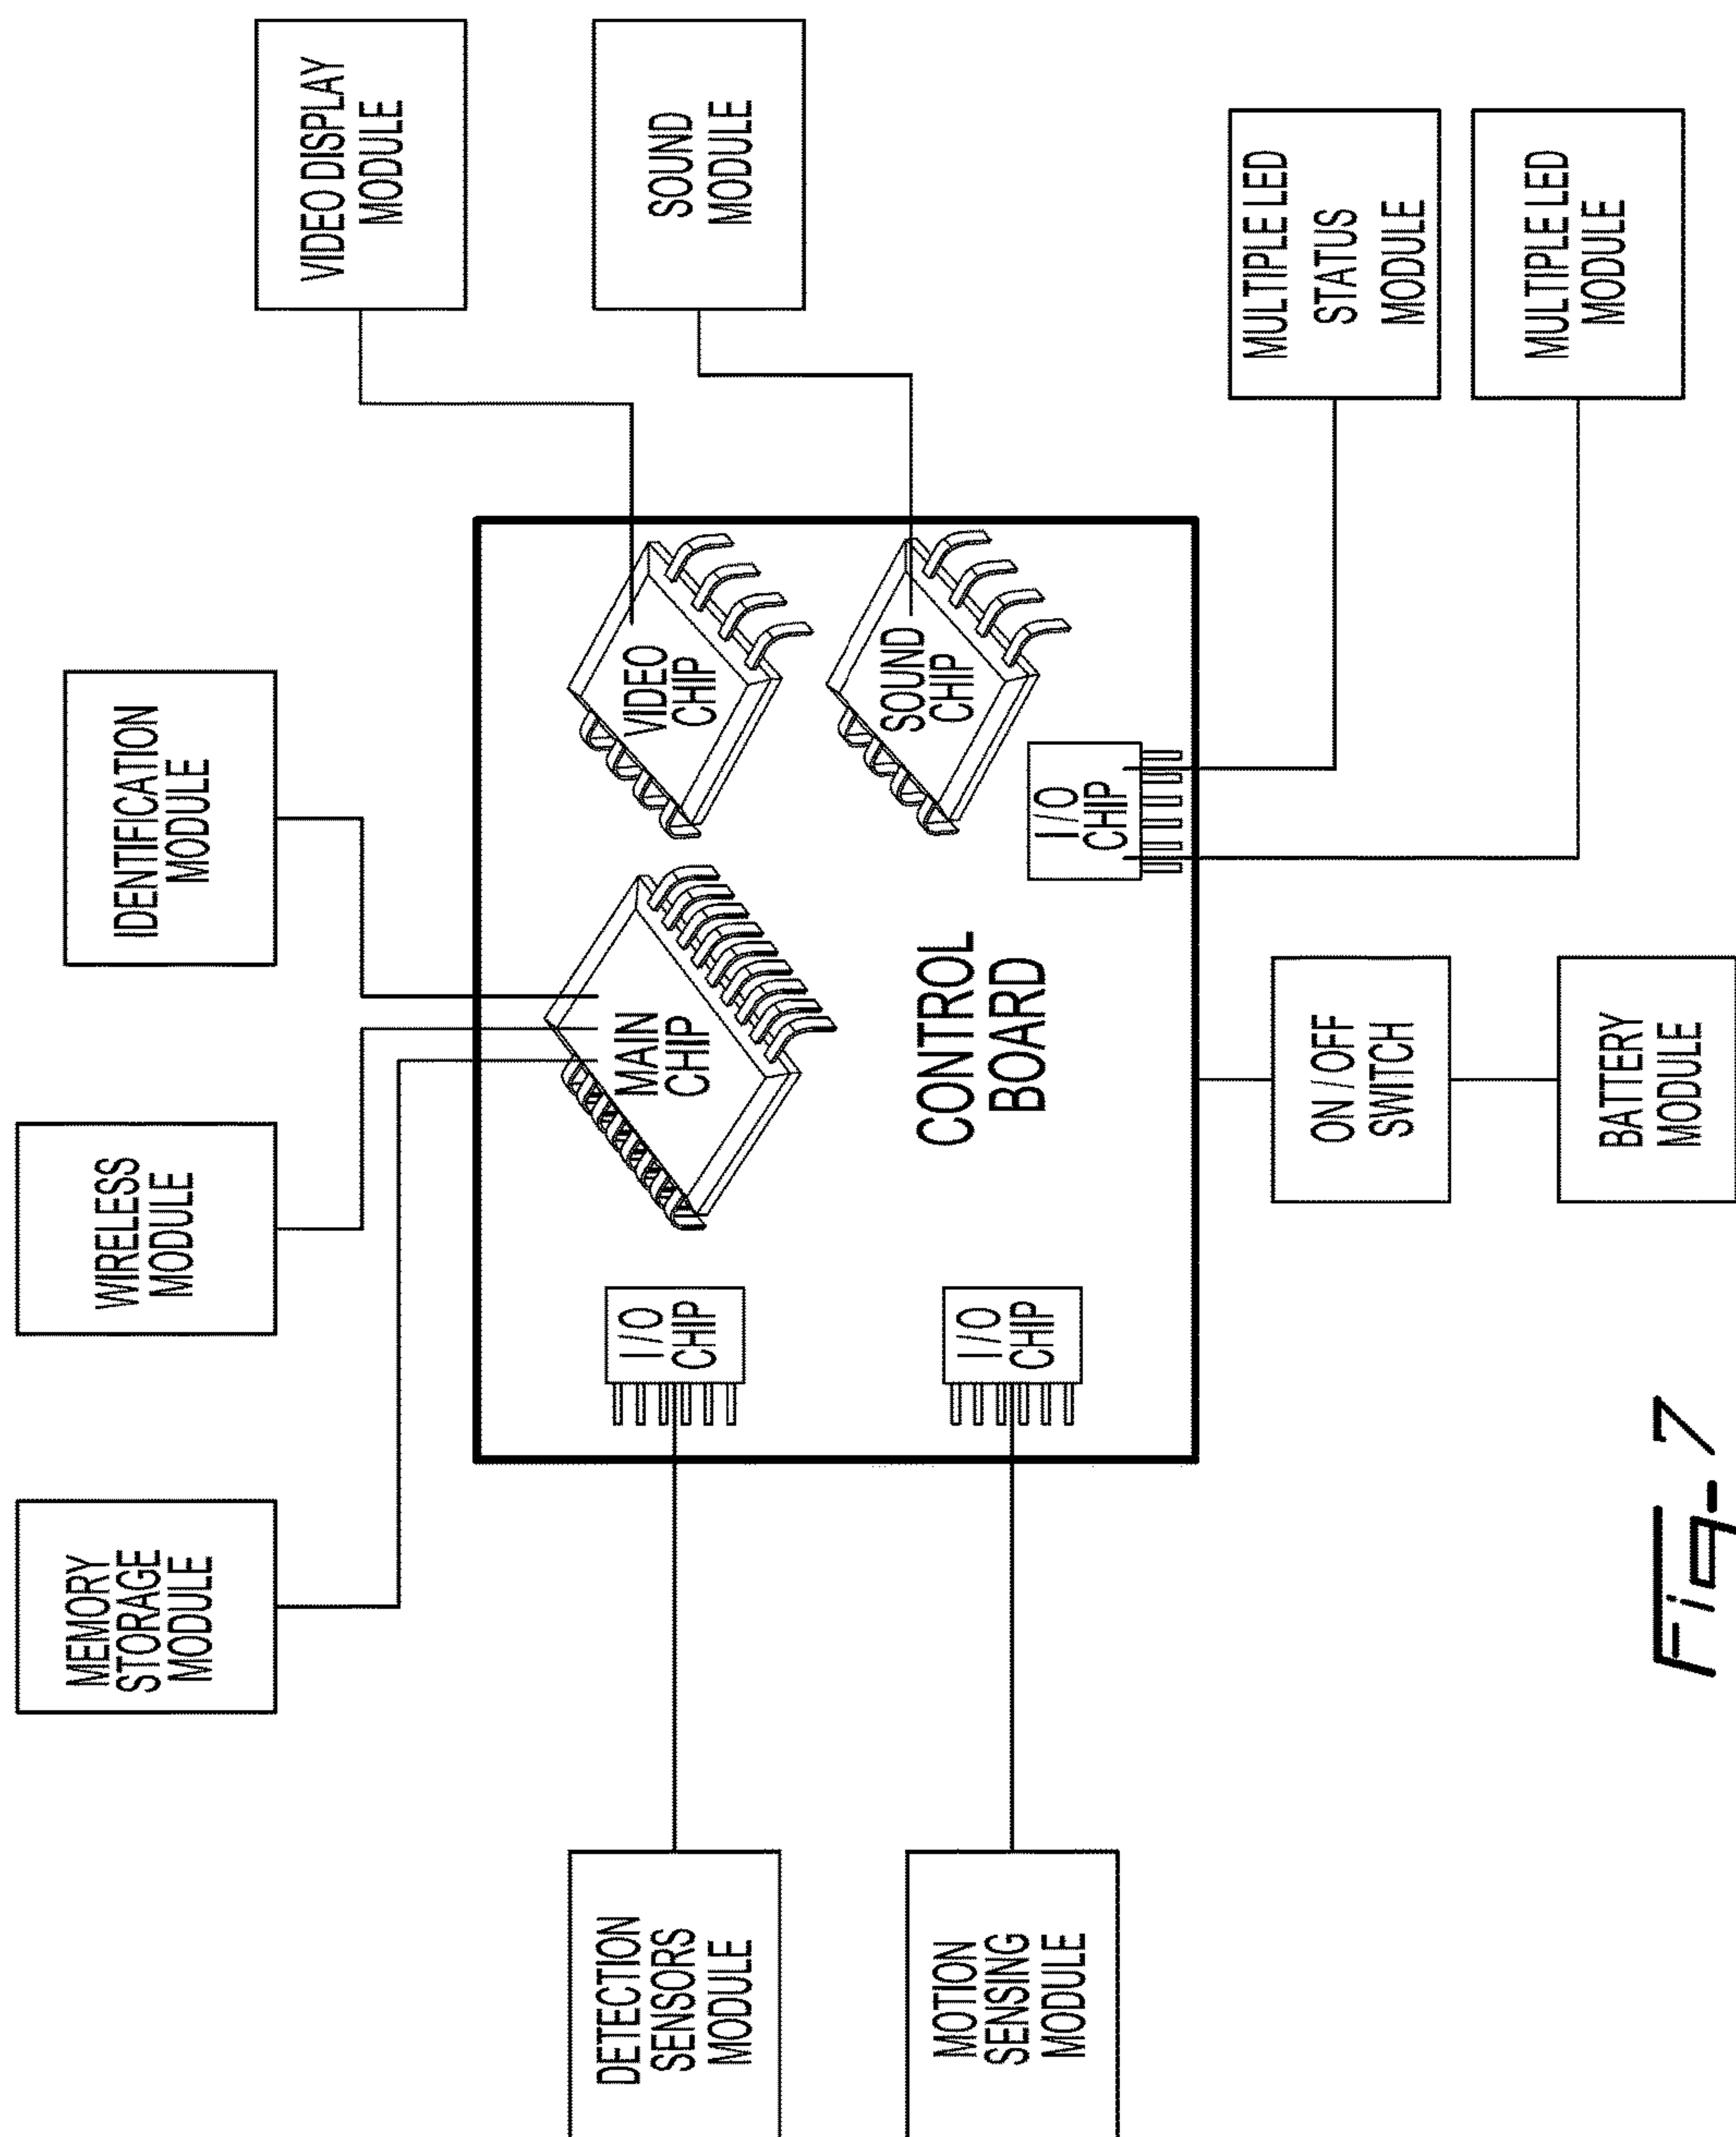 MEMORY
STORAGE
MODULE
WIRELESS
MODULE
IDENTIFICATION
MODULE
VIDEO DISPLAY
MODULE
SOUND
MODULE
DETECTION
SENSORS
MODULE
MOTION
SENSING
MODULE
I/O
CHIP
I/O
CHIP
MAIN
CHIP
VIDEO
CHIP
SOUND
CHIP
I/O
CHIP
CONTROL
BOARD
MULTIPLE LED
STATUS
MODULE
MULTIPLE LED
MODULE
ON / OFF
SWITCH
BATTERY
MODULE
Fig-7